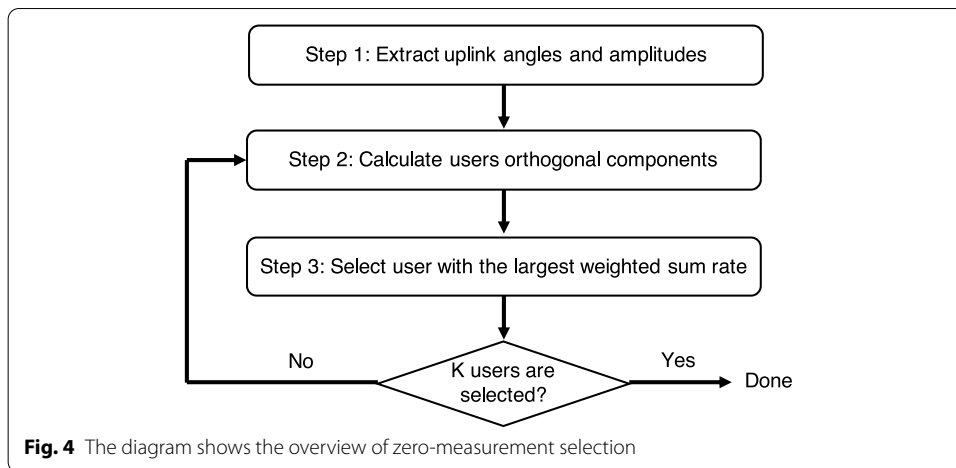 Step 1: Extract uplink angles and amplitudes
Step 2: Calculate users orthogonal components
Step 3: Select user with the largest weighted sum rate
No
K users are
selected?
Yes
Done
Fig. 4 The diagram shows the overview of zero-measurement selection